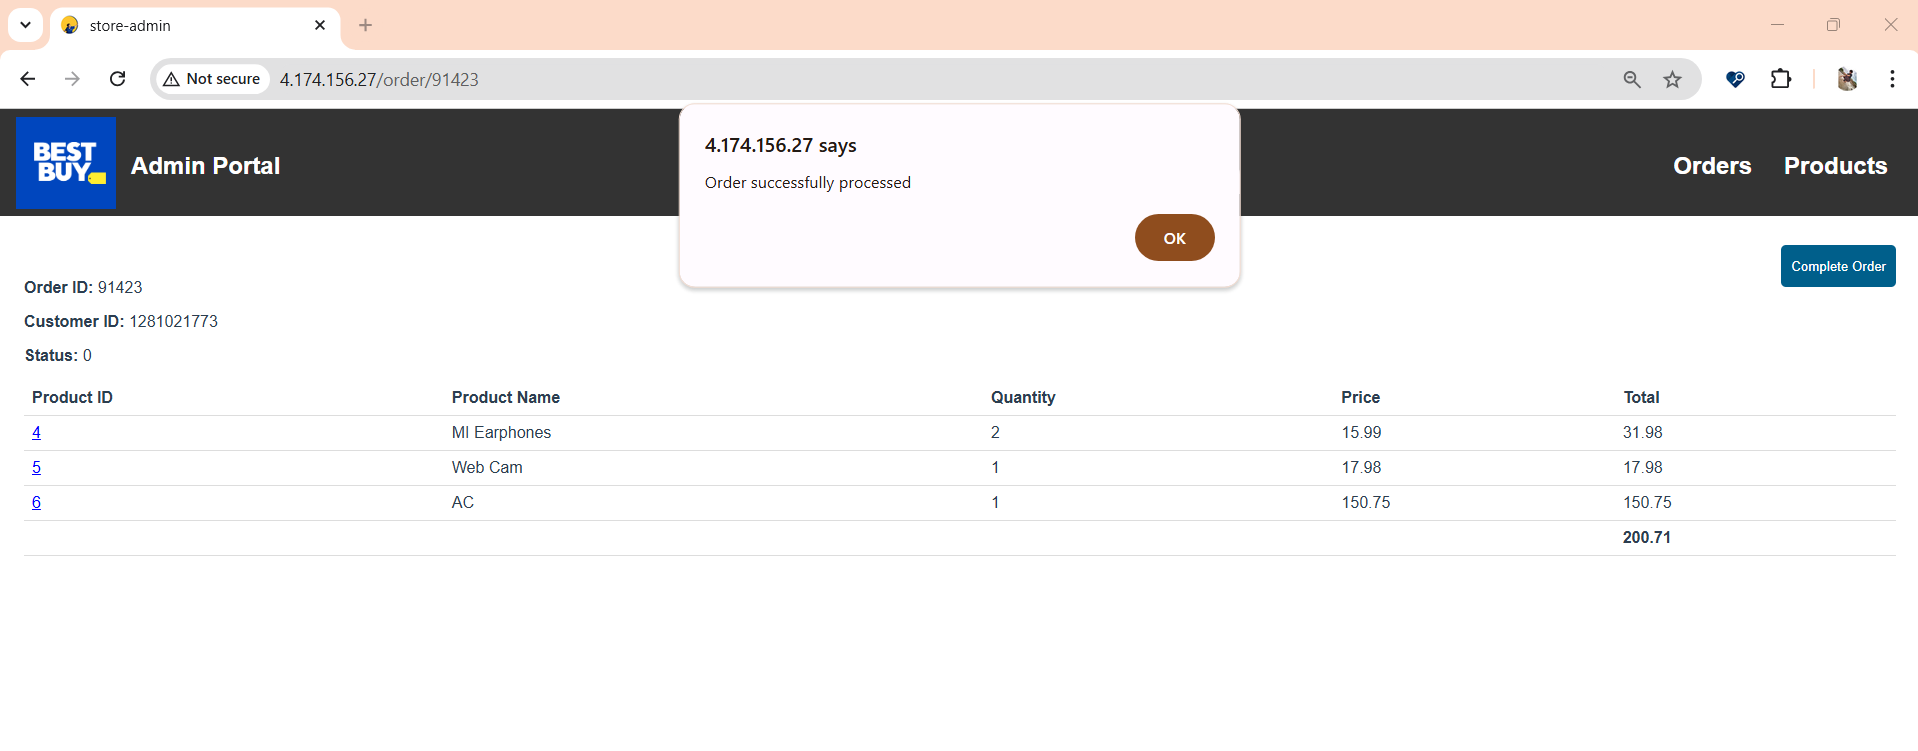 store-admin
Not secure 4.174.156.27/order/91423
BEST
BUY
Admin Portal
Orders Products
4.174.156.27 says
Order successfully processed
OK
Complete Order
Order ID: 91423
Customer ID: 1281021773
Status: 0
Product ID Product Name Quantity Price Total
4 MI Earphones 2 15.99 31.98
5 Web Cam 1 17.98 17.98
6 AC 1 150.75 150.75
200.71